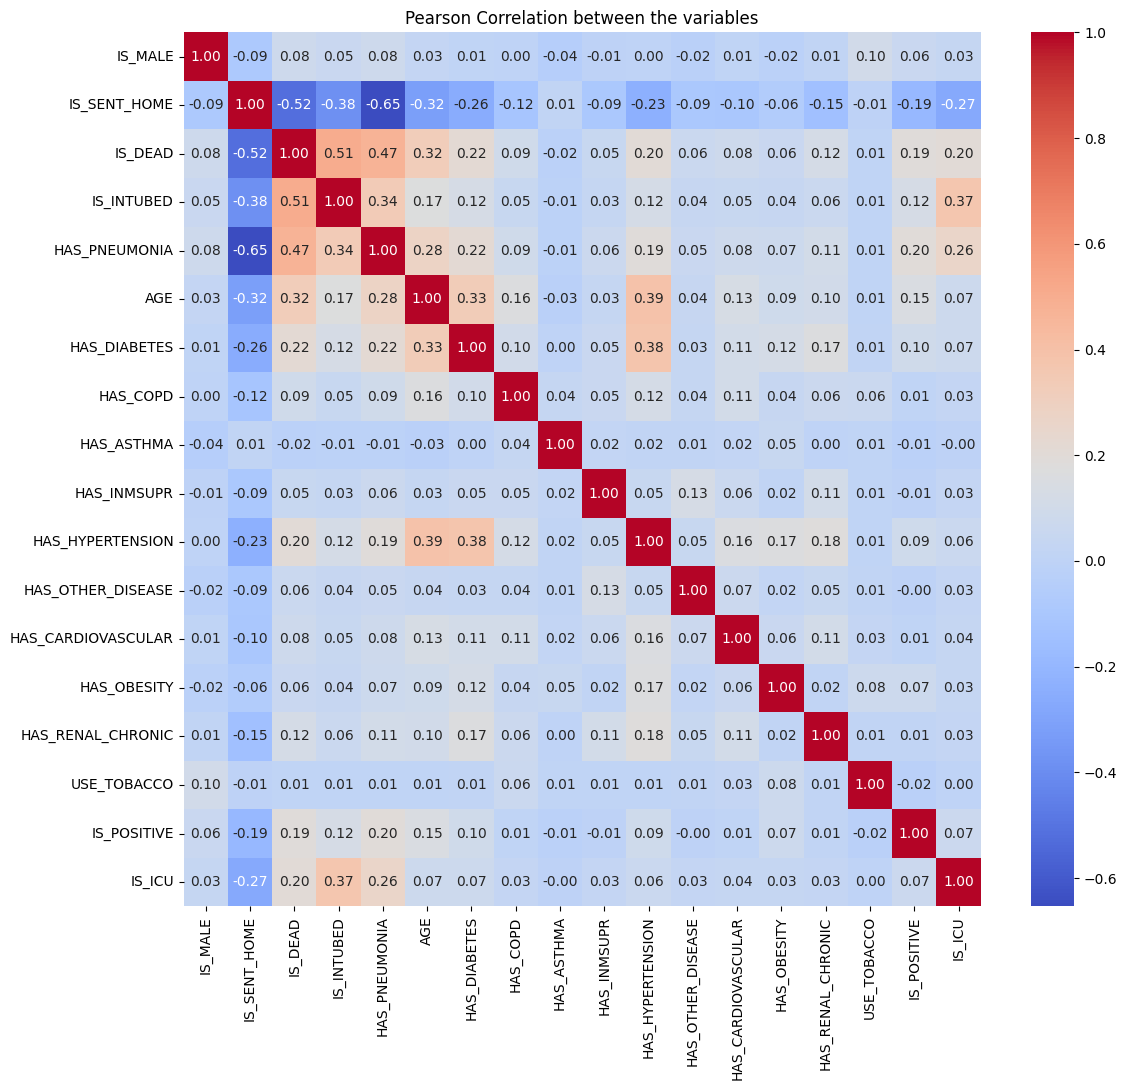 Pearson Correlation between the variables
IS_MALE 1.00 -0.09 0.08 0.05 0.08 0.03 0.01 0.00 -0.04 -0.01 0.00 -0.02 0.01 -0.02 0.01 0.10 0.06 0.03
IS_SENT_HOME -0.09 1.00 -0.52 -0.38 -0.65 -0.32 -0.26 -0.12 0.01 -0.09 -0.23 -0.09 -0.10 -0.06 -0.15 -0.01 -0.19 -0.27
IS_DEAD 0.08 -0.52 1.00 0.51 0.47 0.32 0.22 0.09 -0.02 0.05 0.20 0.06 0.08 0.06 0.12 0.01 0.19 0.20
IS_INTUBED 0.05 -0.38 0.51 1.00 0.34 0.17 0.12 0.05 -0.01 0.03 0.12 0.04 0.05 0.04 0.06 0.01 0.12 0.37
HAS_PNEUMONIA 0.08 -0.65 0.47 0.34 1.00 0.28 0.22 0.09 -0.01 0.06 0.19 0.05 0.08 0.07 0.11 0.01 0.20 0.26
AGE 0.03 -0.32 0.32 0.17 0.28 1.00 0.33 0.16 -0.03 0.03 0.39 0.04 0.13 0.09 0.10 0.01 0.15 0.07
HAS_DIABETES 0.01 -0.26 0.22 0.12 0.22 0.33 1.00 0.10 0.00 0.05 0.38 0.03 0.11 0.12 0.17 0.01 0.10 0.07
HAS_COPD 0.00 -0.12 0.09 0.05 0.09 0.16 0.10 1.00 0.04 0.05 0.12 0.04 0.11 0.04 0.06 0.06 0.01 0.03
HAS_ASTHMA -0.04 0.01 -0.02 -0.01 -0.01 -0.03 0.00 0.04 1.00 0.02 0.02 0.01 0.02 0.05 0.00 0.01 -0.01 -0.00
HAS_INMSUPR -0.01 -0.09 0.05 0.03 0.06 0.03 0.05 0.05 0.02 1.00 0.05 0.13 0.06 0.02 0.11 0.01 -0.01 0.03
HAS_HYPERTENSION 0.00 -0.23 0.20 0.12 0.19 0.39 0.38 0.12 0.02 0.05 1.00 0.05 0.16 0.17 0.18 0.01 0.09 0.06
HAS_OTHER_DISEASE -0.02 -0.09 0.06 0.04 0.05 0.04 0.03 0.04 0.01 0.13 0.05 1.00 0.07 0.02 0.05 0.01 -0.00 0.03
HAS_CARDIOVASCULAR 0.01 -0.10 0.08 0.05 0.08 0.13 0.11 0.11 0.02 0.06 0.16 0.07 1.00 0.06 0.11 0.03 0.01 0.04
HAS_OBESITY -0.02 -0.06 0.06 0.04 0.07 0.09 0.12 0.04 0.05 0.02 0.17 0.02 0.06 1.00 0.02 0.08 0.07 0.03
HAS_RENAL_CHRONIC 0.01 -0.15 0.12 0.06 0.11 0.10 0.17 0.06 0.00 0.11 0.18 0.05 0.11 0.02 1.00 0.01 0.01 0.03
USE_TOBACCO 0.10 -0.01 0.01 0.01 0.01 0.01 0.01 0.06 0.01 0.01 0.01 0.01 0.03 0.08 0.01 1.00 -0.02 0.00
IS_POSITIVE 0.06 -0.19 0.19 0.12 0.20 0.15 0.10 0.01 -0.01 -0.01 0.09 -0.00 0.01 0.07 0.01 -0.02 1.00 0.07
IS_ICU 0.03 -0.27 0.20 0.37 0.26 0.07 0.07 0.03 -0.00 0.03 0.06 0.03 0.04 0.03 0.03 0.00 0.07 1.00
IS_MALE
IS_SENT_HOME
IS_DEAD
IS_INTUBED
HAS_PNEUMONIA
AGE
HAS_DIABETES
HAS_COPD
HAS_ASTHMA
HAS_INMSUPR
HAS_HYPERTENSION
HAS_OTHER_DISEASE
HAS_CARDIOVASCULAR
HAS_OBESITY
HAS_RENAL_CHRONIC
USE_TOBACCO
IS_POSITIVE
IS_ICU
1.0
0.8
0.6
0.4
0.2
0.0
-0.2
-0.4
-0.6